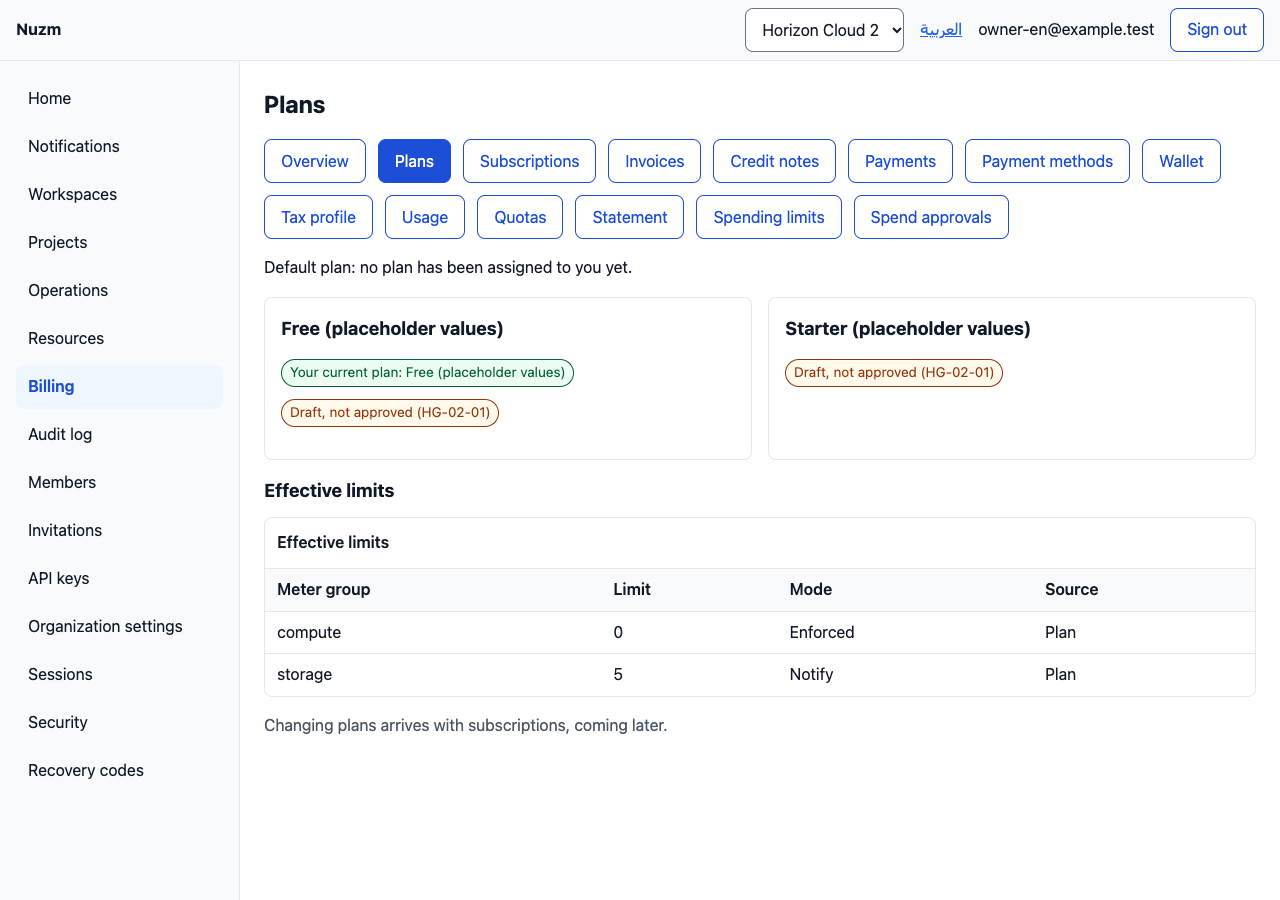 Nuzm
Horizon Cloud 2
العربية
owner-en@example.test
Sign out
Home
Notifications
Workspaces
Projects
Operations
Resources
Billing
Audit log
Members
Invitations
API keys
Organization settings
Sessions
Security
Recovery codes
Plans
Overview Plans Subscriptions Invoices Credit notes Payments Payment methods Wallet
Tax profile Usage Quotas Statement Spending limits Spend approvals
Default plan: no plan has been assigned to you yet.
Free (placeholder values)
Your current plan: Free (placeholder values)
Draft, not approved (HG-02-01)
Starter (placeholder values)
Draft, not approved (HG-02-01)
Effective limits
Effective limits
Meter group Limit Mode Source
compute 0 Enforced Plan
storage 5 Notify Plan
Changing plans arrives with subscriptions, coming later.